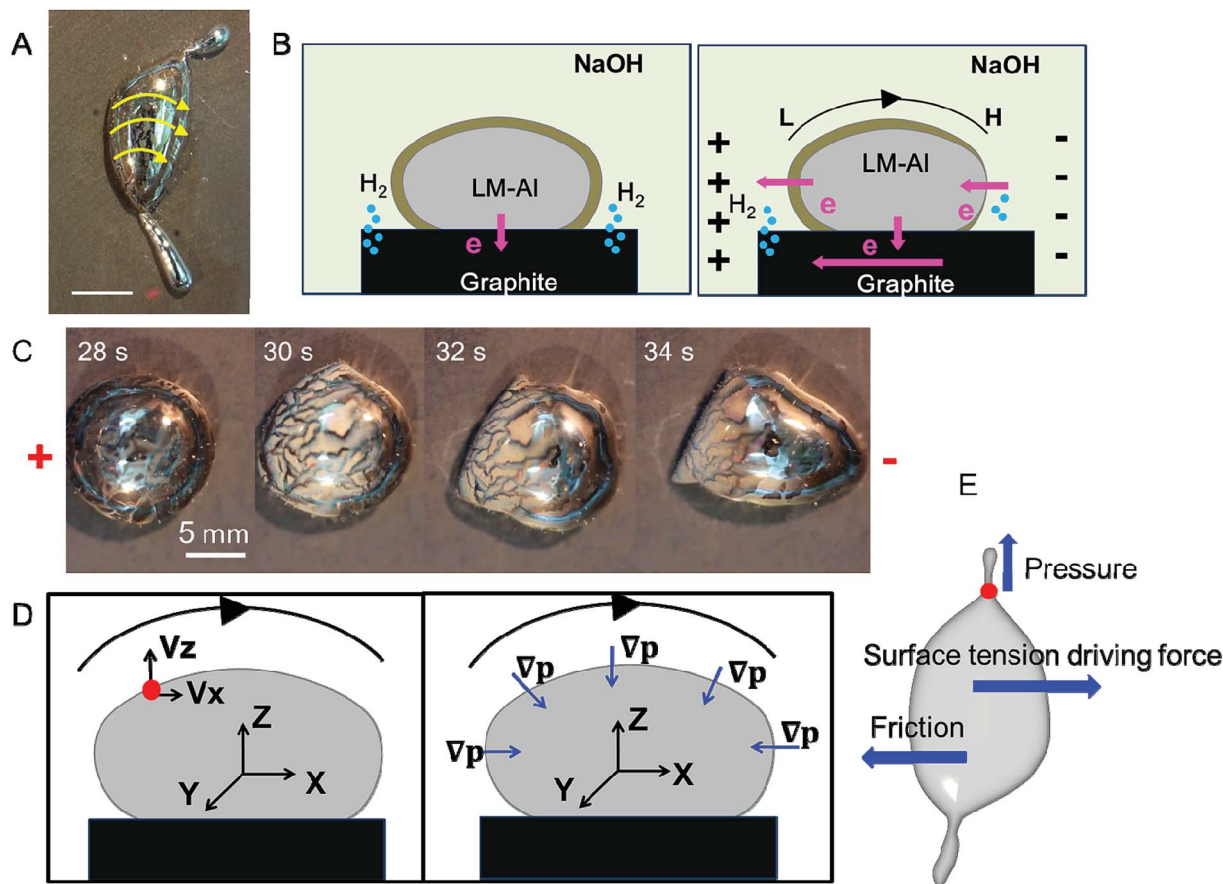 A
B
NaOH
LM-Al
H2
H2
e
Graphite
NaOH
L
H
+
+
+
+
-
-
-
-
LM-Al
e
e
H2
e
Graphite
C
28 s
30 s
32 s
34 s
+
-
5 mm
D
Vz
Vx
Z
Y
X
∇p
∇p
∇p
∇p
∇p
Z
Y
X
E
Pressure
Surface tension driving force
Friction